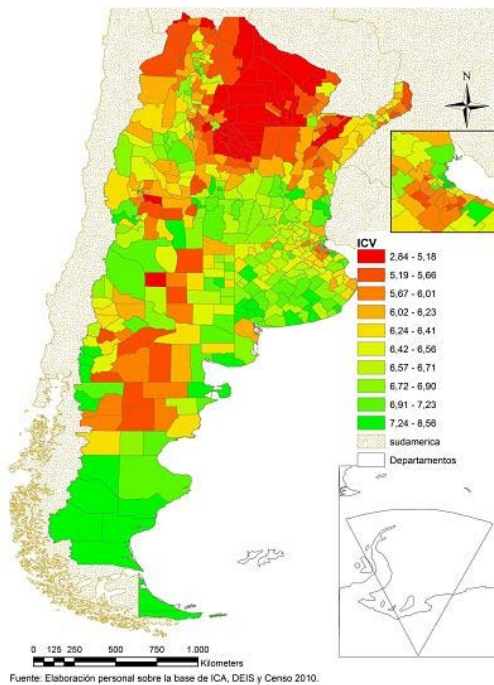 N
ICV
2,84 - 5,18
5,19 - 5,66
5,67 - 6,01
6,02 - 6,23
6,24 - 6,41
6,42 - 6,56
6,57 - 6,71
6,72 - 6,90
6,91 - 7,23
7,24 - 8,56
sudamerica
Departamentos
0 125 250 500 750 1.000
Kilometers
Fuente: Elaboración personal sobre la base de ICA, DEIS y Censo 2010.